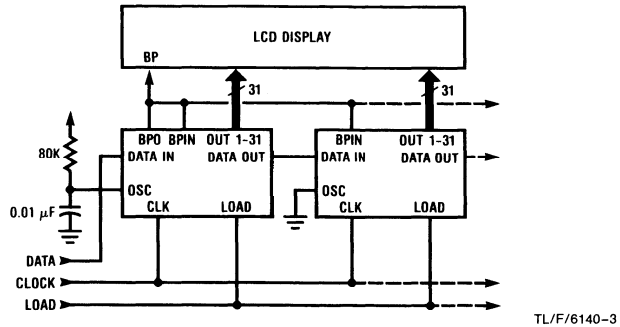 LCD DISPLAY
BP
31
31
BPO BPIN OUT 1-31
DATA IN DATA OUT
OSC
CLK LOAD
BPIN OUT 1-31
DATA IN DATA OUT
OSC
CLK LOAD
80K
0.01 μF
DATA
CLOCK
LOAD
TL/F/6140-3